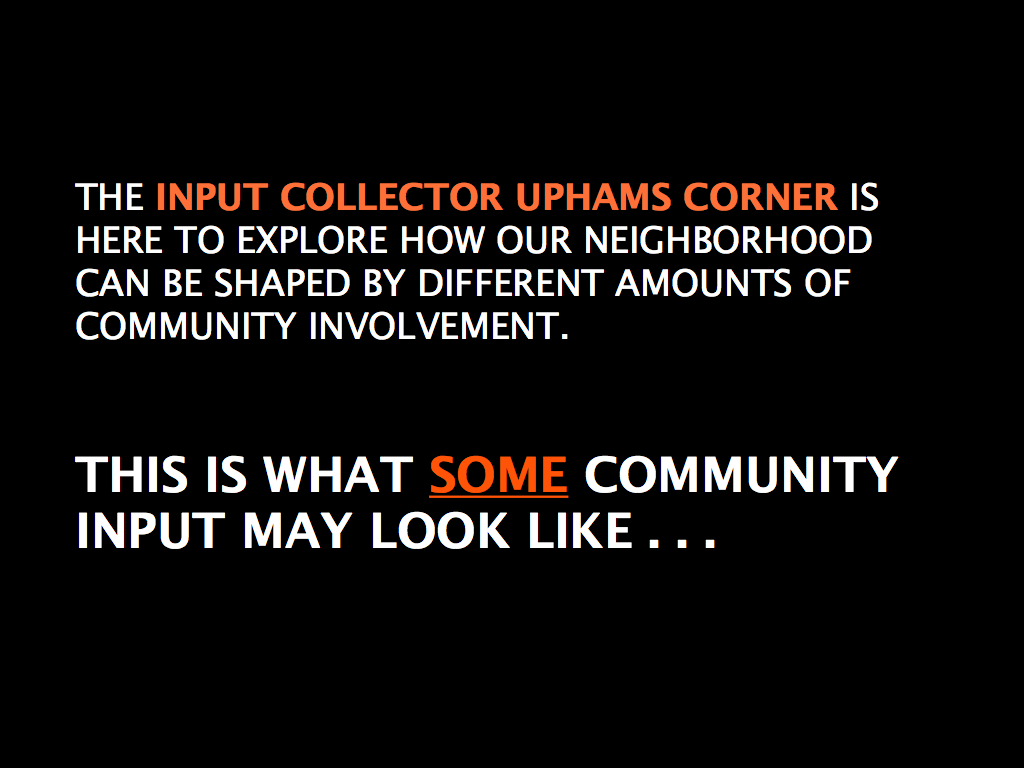 THE INPUT COLLECTOR UPHAMS CORNER IS
HERE TO EXPLORE HOW OUR NEIGHBORHOOD
CAN BE SHAPED BY DIFFERENT AMOUNTS OF
COMMUNITY INVOLVEMENT.
THIS IS WHAT SOME COMMUNITY
INPUT MAY LOOK LIKE . . .